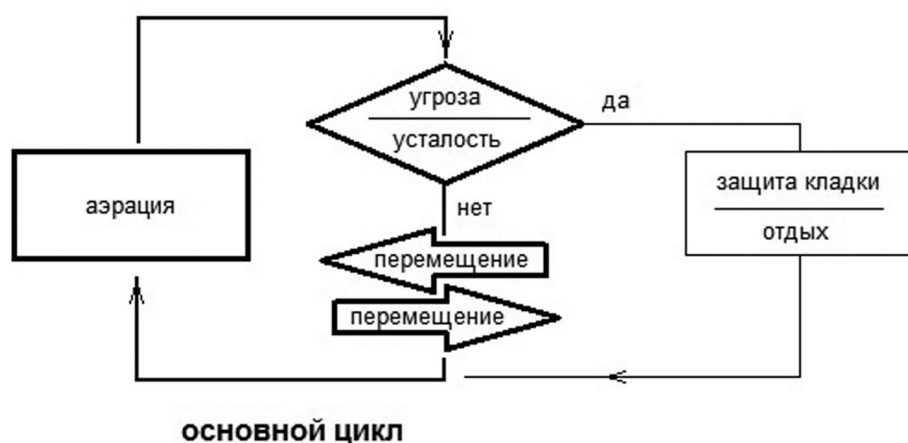 угроза
усталость
да
аэрация
защита кладки
отдых
нет
перемещение
перемещение
основной цикл